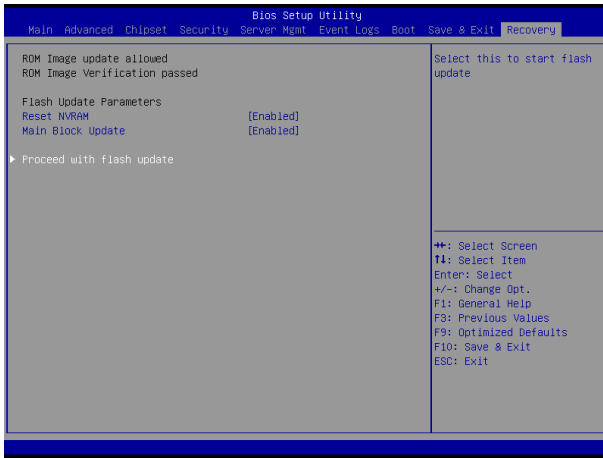 Bios Setup Utility
Main Advanced Chipset Security Server Mgmt Event Logs Boot Save & Exit Recovery
ROM Image update allowed
ROM Image Verification passed
Flash Update Parameters
Reset NVRAM [Enabled]
Main Block Update [Enabled]
► Proceed with flash update
Select this to start flash
update
→←: Select Screen
↑↓: Select Item
Enter: Select
+/-: Change Opt.
F1: General Help
F3: Previous Values
F9: Optimized Defaults
F10: Save & Exit
ESC: Exit